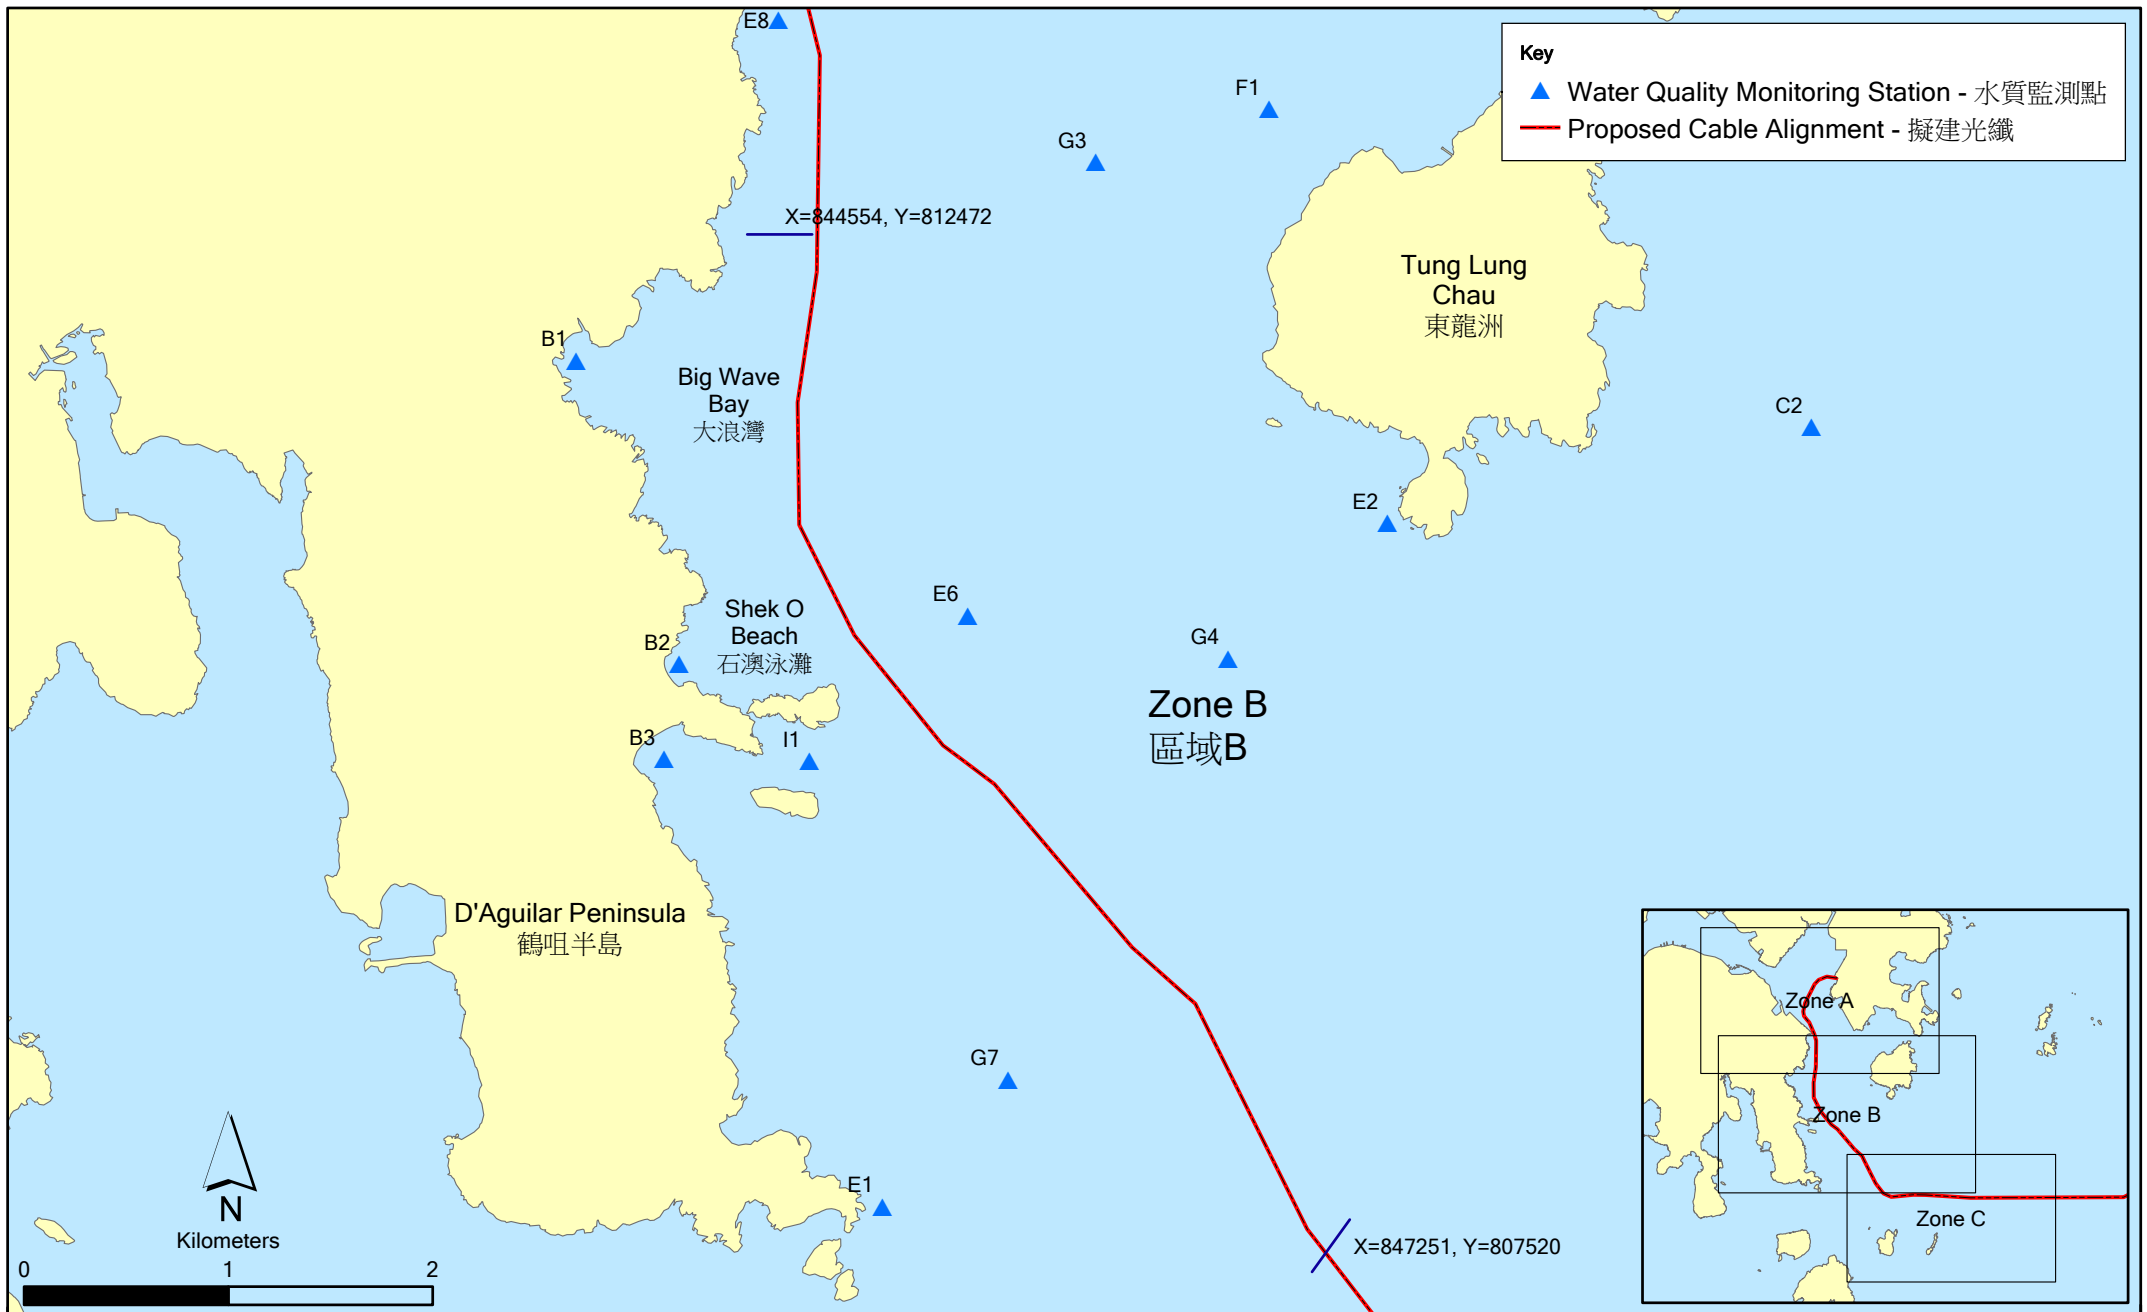 E8
Key
Water Quality Monitoring Station - 水質監測點
Proposed Cable Alignment - 擬建光纖
F1
G3
X=844554, Y=812472
Tung Lung
Chau
東龍洲
B1
Big Wave
Bay
大浪灣
C2
E2
E6
Shek O
Beach
石澳泳灘
B2
G4
Zone B
區域B
B3
I1
D'Aguilar Peninsula
鶴咀半島
G7
E1
X=847251, Y=807520
N
Kilometers
0 1 2
Zone A
Zone B
Zone C